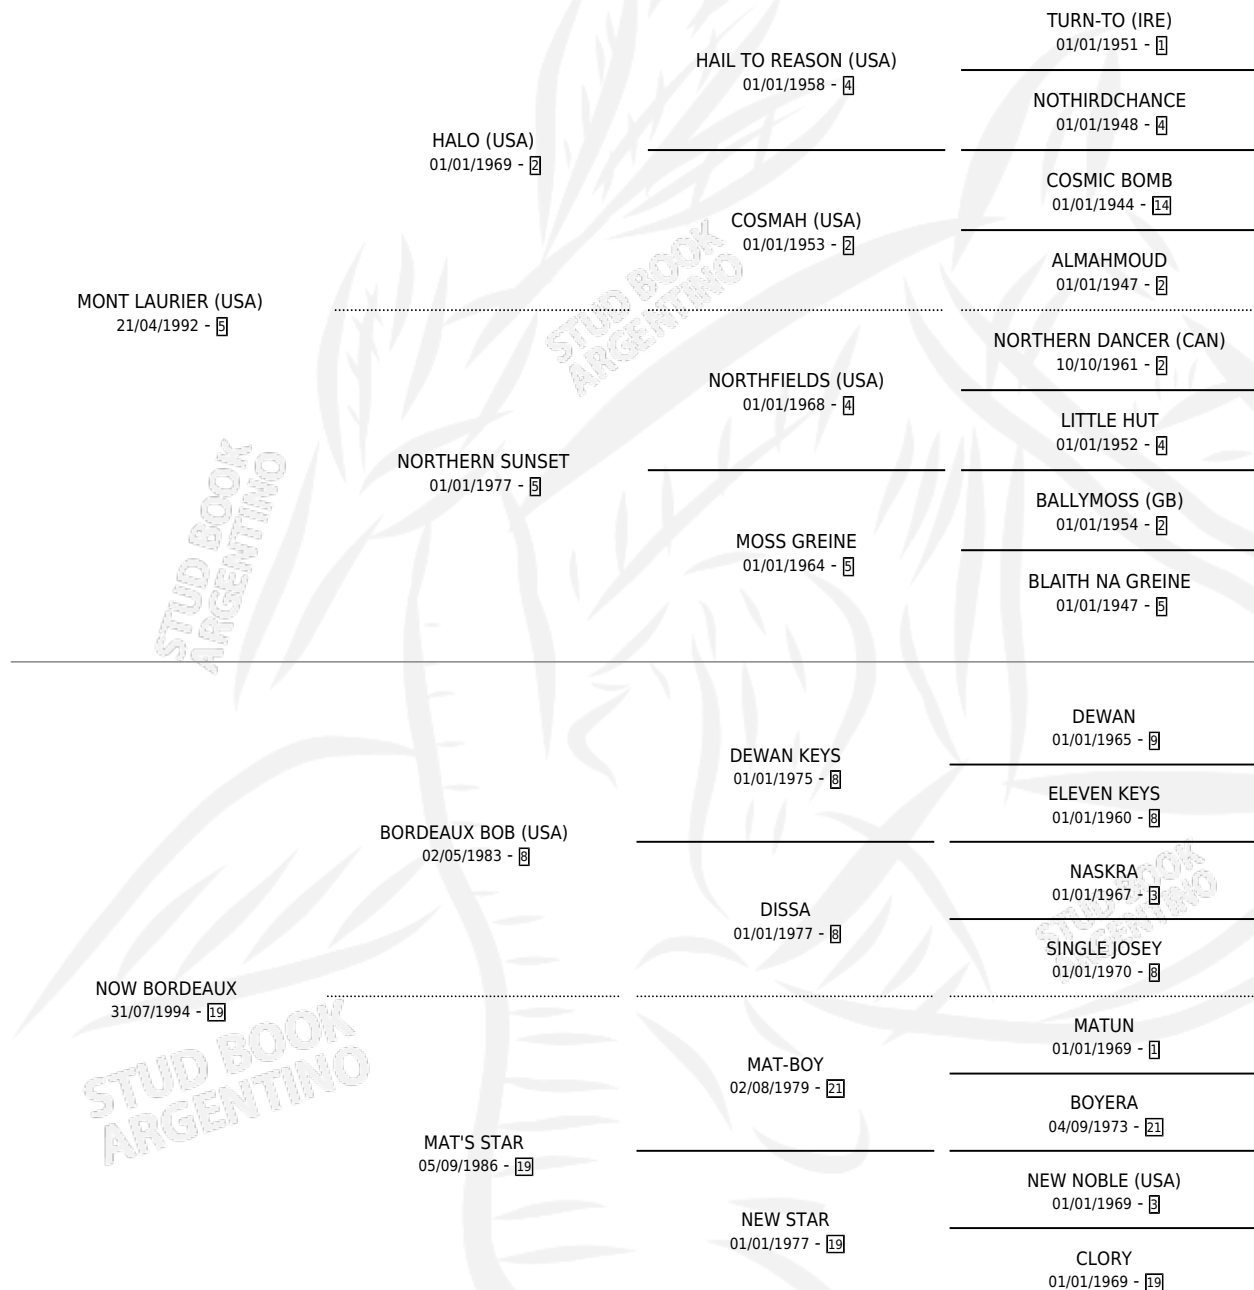 TURN-TO (IRE)
01/01/1951 - 1
HAIL TO REASON (USA)
01/01/1958 - 4
NOTHIRDCHANCE
01/01/1948 - 4
HALO (USA)
01/01/1969 - 2
COSMIC BOMB
01/01/1944 - 14
COSMAH (USA)
01/01/1953 - 2
ALMAHMOUD
01/01/1947 - 2
MONT LAURIER (USA)
21/04/1992 - 5
NORTHERN DANCER (CAN)
10/10/1961 - 2
NORTHFIELDS (USA)
01/01/1968 - 4
LITTLE HUT
01/01/1952 - 4
NORTHERN SUNSET
01/01/1977 - 5
BALLYMOSS (GB)
01/01/1954 - 2
MOSS GREINE
01/01/1964 - 5
BLAITH NA GREINE
01/01/1947 - 5
DEWAN
01/01/1965 - 9
DEWAN KEYS
01/01/1975 - 8
ELEVEN KEYS
01/01/1960 - 8
BORDEAUX BOB (USA)
02/05/1983 - 8
NASKRA
01/01/1967 - 3
DISSA
01/01/1977 - 8
SINGLE JOSEY
01/01/1970 - 8
NOW BORDEAUX
31/07/1994 - 19
MATUN
01/01/1969 - 1
MAT-BOY
02/08/1979 - 21
BOYERA
04/09/1973 - 21
MAT'S STAR
05/09/1986 - 19
NEW NOBLE (USA)
01/01/1969 - 3
NEW STAR
01/01/1977 - 19
CLORY
01/01/1969 - 19
STUD BOOK
ARGENTINO
STUD BOOK
ARGENTINO
STUD BOOK
ARGENTINO
STUD BOOK
ARGENTINO